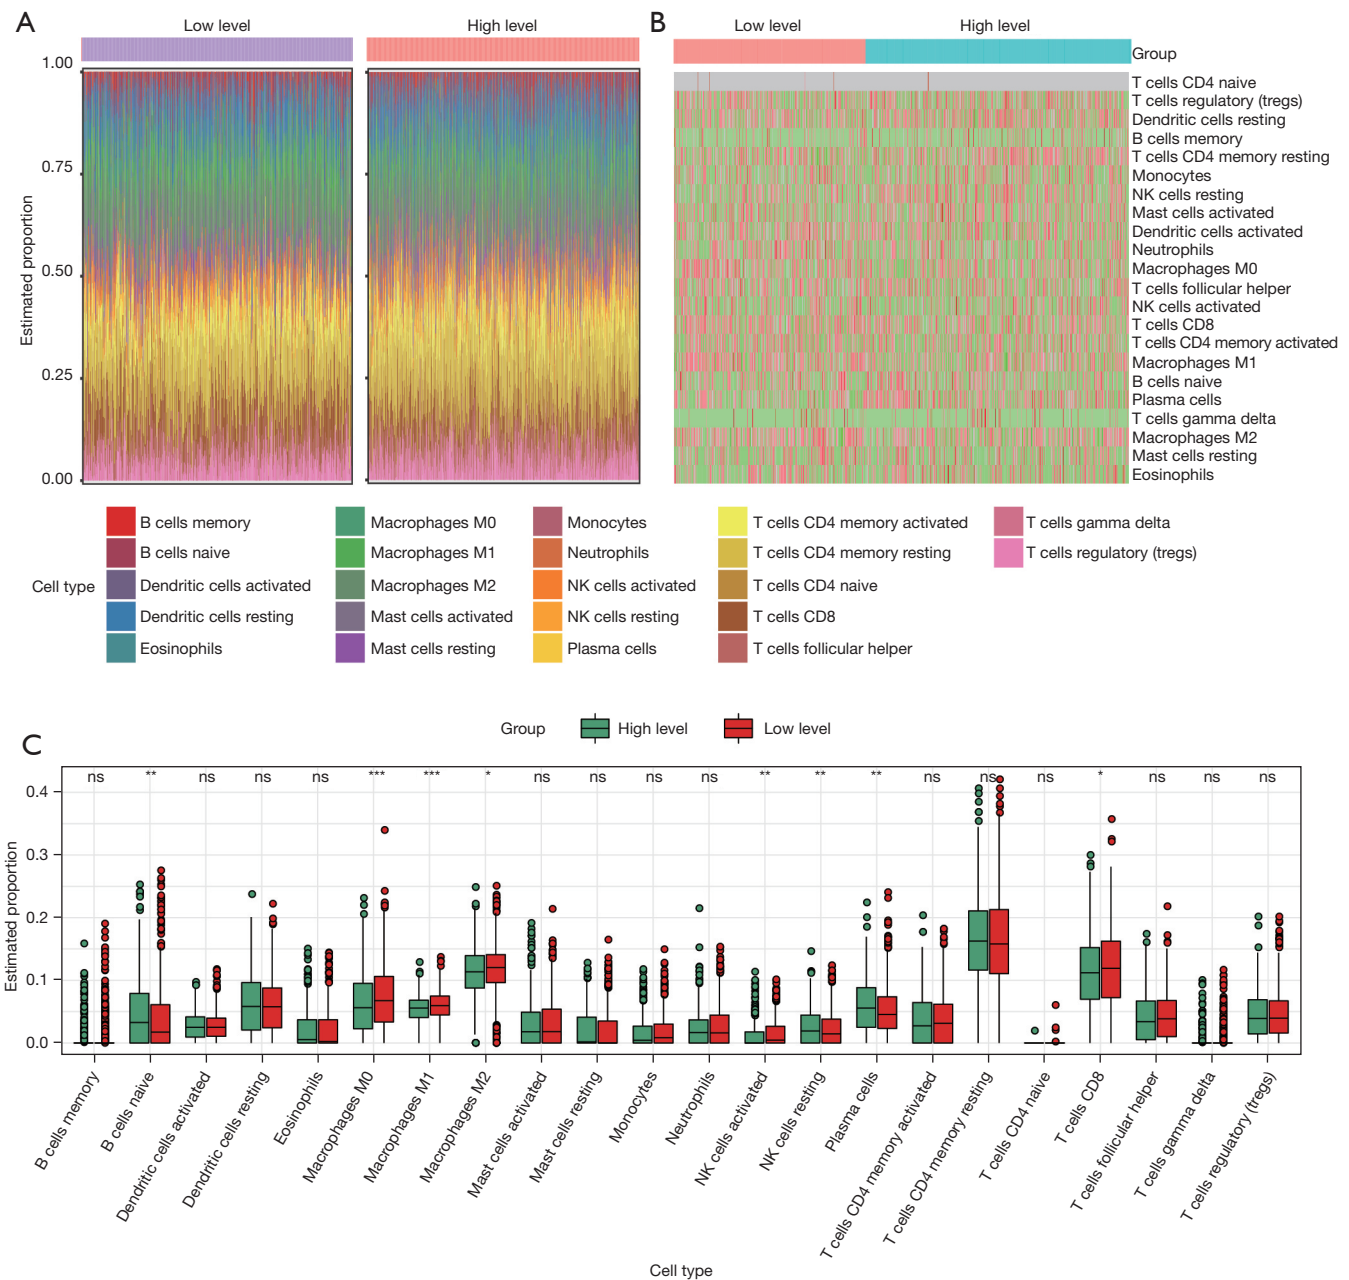 A
Low level
High level
Estimated proportion
1.00
0.75
0.50
0.25
0.00
B
Low level
High level
Group
T cells CD4 naive
T cells regulatory (tregs)
Dendritic cells resting
B cells memory
T cells CD4 memory resting
Monocytes
NK cells resting
Mast cells activated
Dendritic cells activated
Neutrophils
Macrophages M0
T cells follicular helper
NK cells activated
T cells CD8
T cells CD4 memory activated
Macrophages M1
B cells naive
Plasma cells
T cells gamma delta
Macrophages M2
Mast cells resting
Eosinophils
Cell type
B cells memory
B cells naive
Dendritic cells activated
Dendritic cells resting
Eosinophils
Macrophages M0
Macrophages M1
Macrophages M2
Mast cells activated
Mast cells resting
Monocytes
Neutrophils
NK cells activated
NK cells resting
Plasma cells
T cells CD4 memory activated
T cells CD4 memory resting
T cells CD4 naive
T cells CD8
T cells follicular helper
T cells gamma delta
T cells regulatory (tregs)
C
Group High level Low level
ns ** ns ns ns *** *** * ns ns ns ns ** ** ** ns ns ns * ns ns ns
Estimated proportion
0.4
0.3
0.2
0.1
0.0
B cells memory
B cells naive
Dendritic cells activated
Dendritic cells resting
Eosinophils
Macrophages M0
Macrophages M1
Macrophages M2
Mast cells activated
Mast cells resting
Monocytes
Neutrophils
NK cells activated
NK cells resting
Plasma cells
T cells CD4 memory activated
T cells CD4 memory resting
T cells CD4 naive
T cells CD8
T cells follicular helper
T cells gamma delta
T cells regulatory (tregs)
Cell type